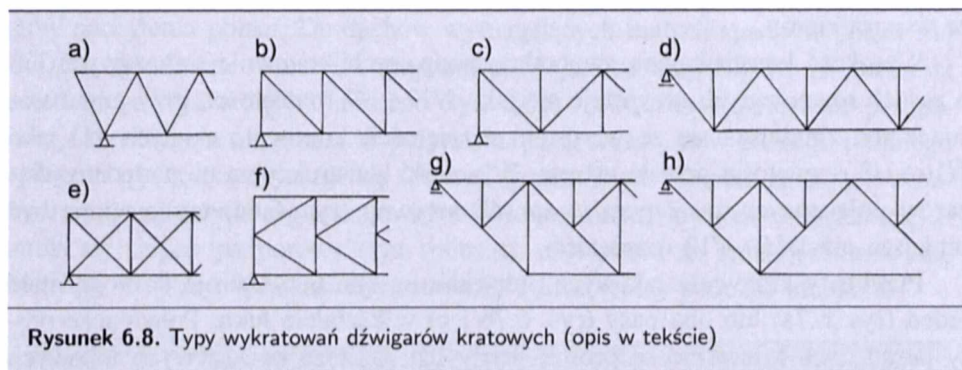 a) b) c) d)
e) f) g) h)
Rysunek 6.8. Typy wykratowań dźwigarów kratowych (opis w tekście)